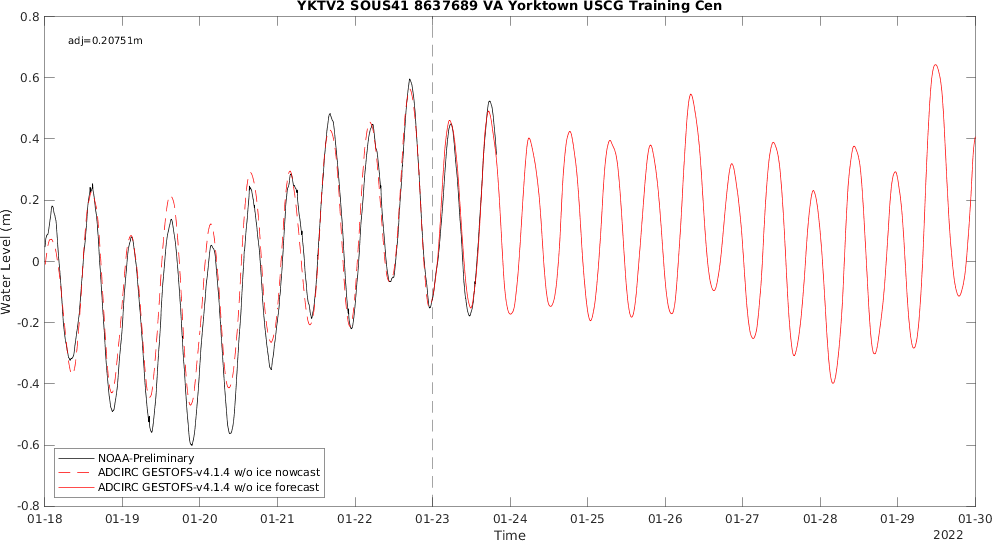 YKTV2 SOUS41 8637689 VA Yorktown USCG Training Cen
adj=0.20751m
0.8
0.6
0.4
0.2
0
-0.2
-0.4
-0.6
-0.8
Water Level (m)
NOAA-Preliminary
ADCIRC GESTOFS-v4.1.4 w/o ice nowcast
ADCIRC GESTOFS-v4.1.4 w/o ice forecast
01-18 01-19 01-20 01-21 01-22 01-23 01-24 01-25 01-26 01-27 01-28 01-29 01-30
Time
2022